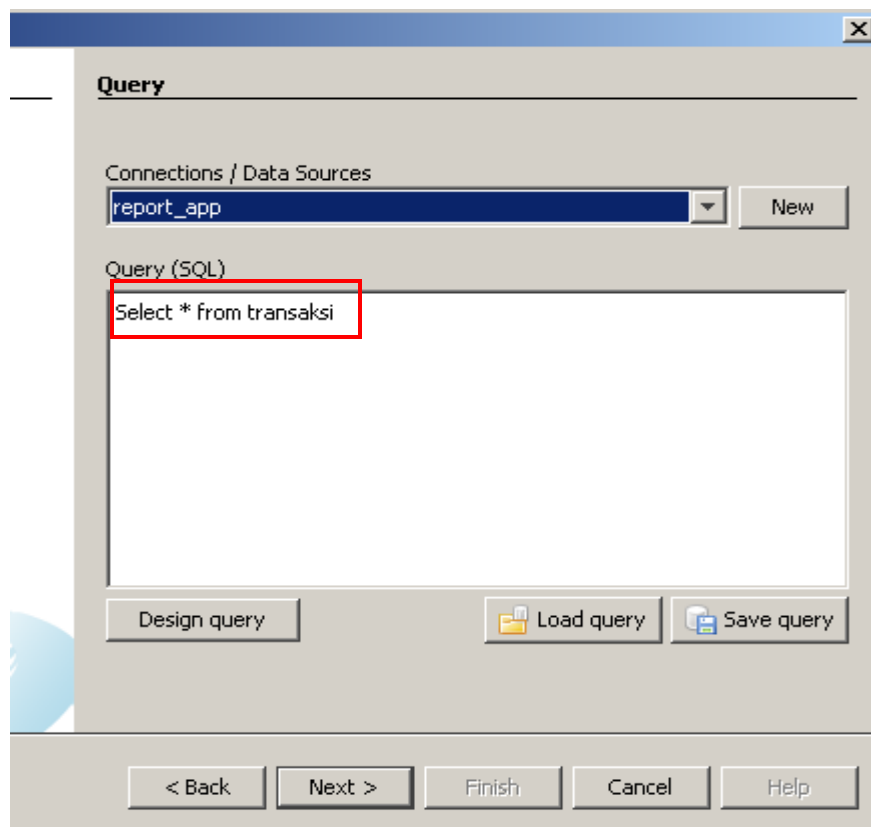 Query
Connections / Data Sources
report_app
New
Query (SQL)
Select * from transaksi
Design query
Load query
Save query
< Back
Next >
Finish
Cancel
Help